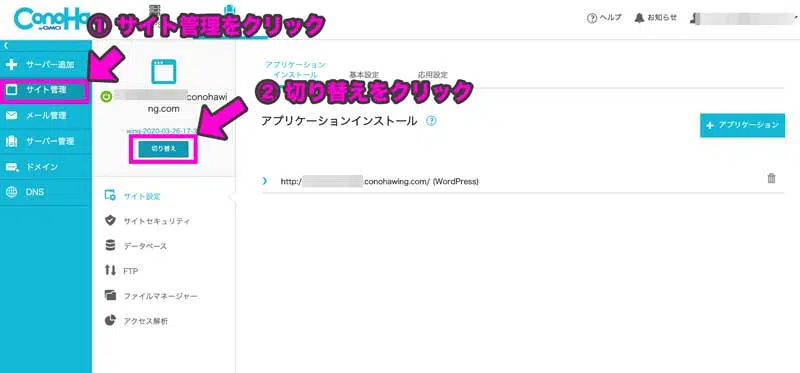 ConoHa
by GMO
① サイト管理をクリック
ヘルプ
お知らせ
サーバー追加
サイト管理
メール管理
サーバー管理
ドメイン
DNS
conohawi
ng.com
wing-2020-03-26-17-3
切り替え
② 切り替えをクリック
サイト設定
サイトセキュリティ
データベース
FTP
ファイルマネージャー
アクセス解析
アプリケーション
インストール
基本設定
応用設定
アプリケーションインストール
アプリケーション
http:/ .conohawing.com/ (WordPress)